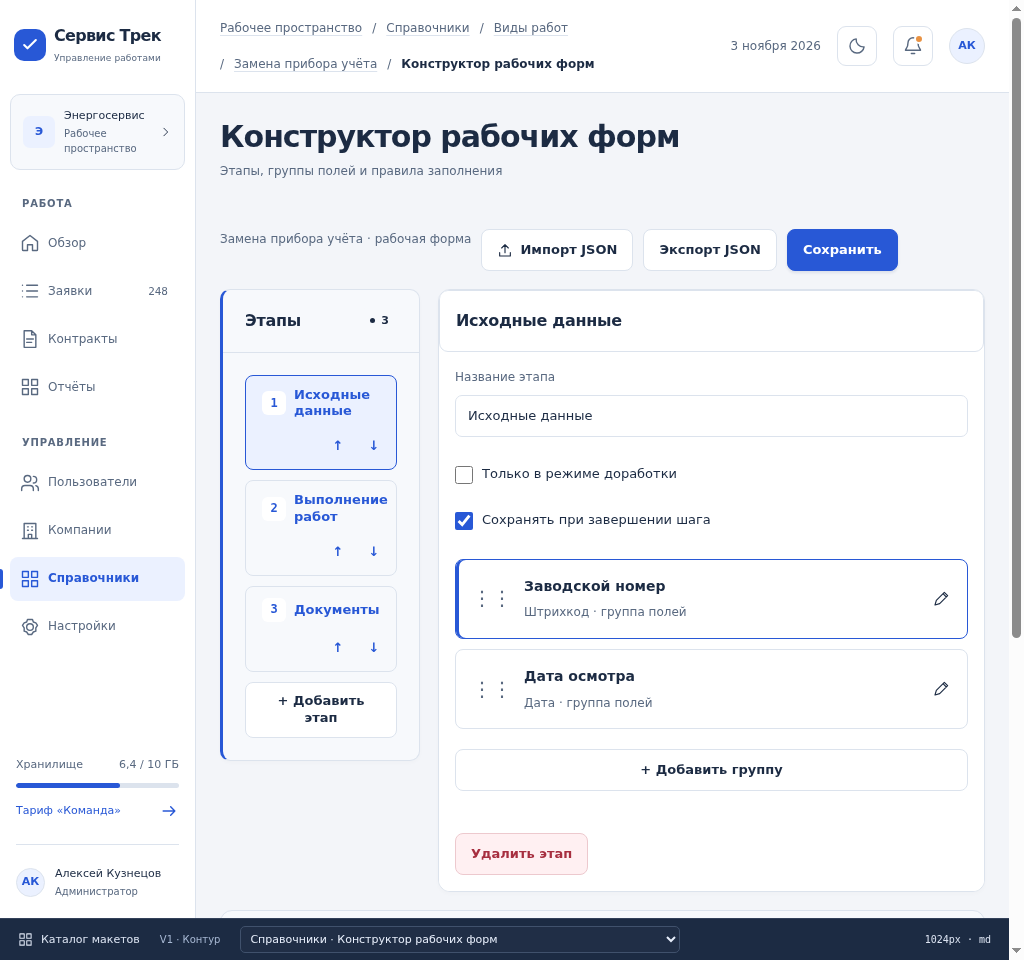 Сервис Трек
Управление работами
Э
Энергосервис
Рабочее
пространство
РАБОТА
Обзор
Заявки 248
Контракты
Отчёты
УПРАВЛЕНИЕ
Пользователи
Компании
Справочники
Настройки
Хранилище 6,4 / 10 ГБ
Тариф «Команда»
АК
Алексей Кузнецов
Администратор
Рабочее пространство / Справочники / Виды работ
/ Замена прибора учёта / Конструктор рабочих форм
3 ноября 2026
АК
Конструктор рабочих форм
Этапы, группы полей и правила заполнения
Замена прибора учёта · рабочая форма
Импорт JSON
Экспорт JSON
Сохранить
Этапы • 3
1 Исходные
данные
↑ ↓
2 Выполнение
работ
↑ ↓
3 Документы
↑ ↓
+ Добавить
этап
Исходные данные
Название этапа
Исходные данные
Только в режиме доработки
Сохранять при завершении шага
Заводской номер
Штрихкод · группа полей
Дата осмотра
Дата · группа полей
+ Добавить группу
Удалить этап
Каталог макетов
V1 · Контур
Справочники · Конструктор рабочих форм
1024px · md